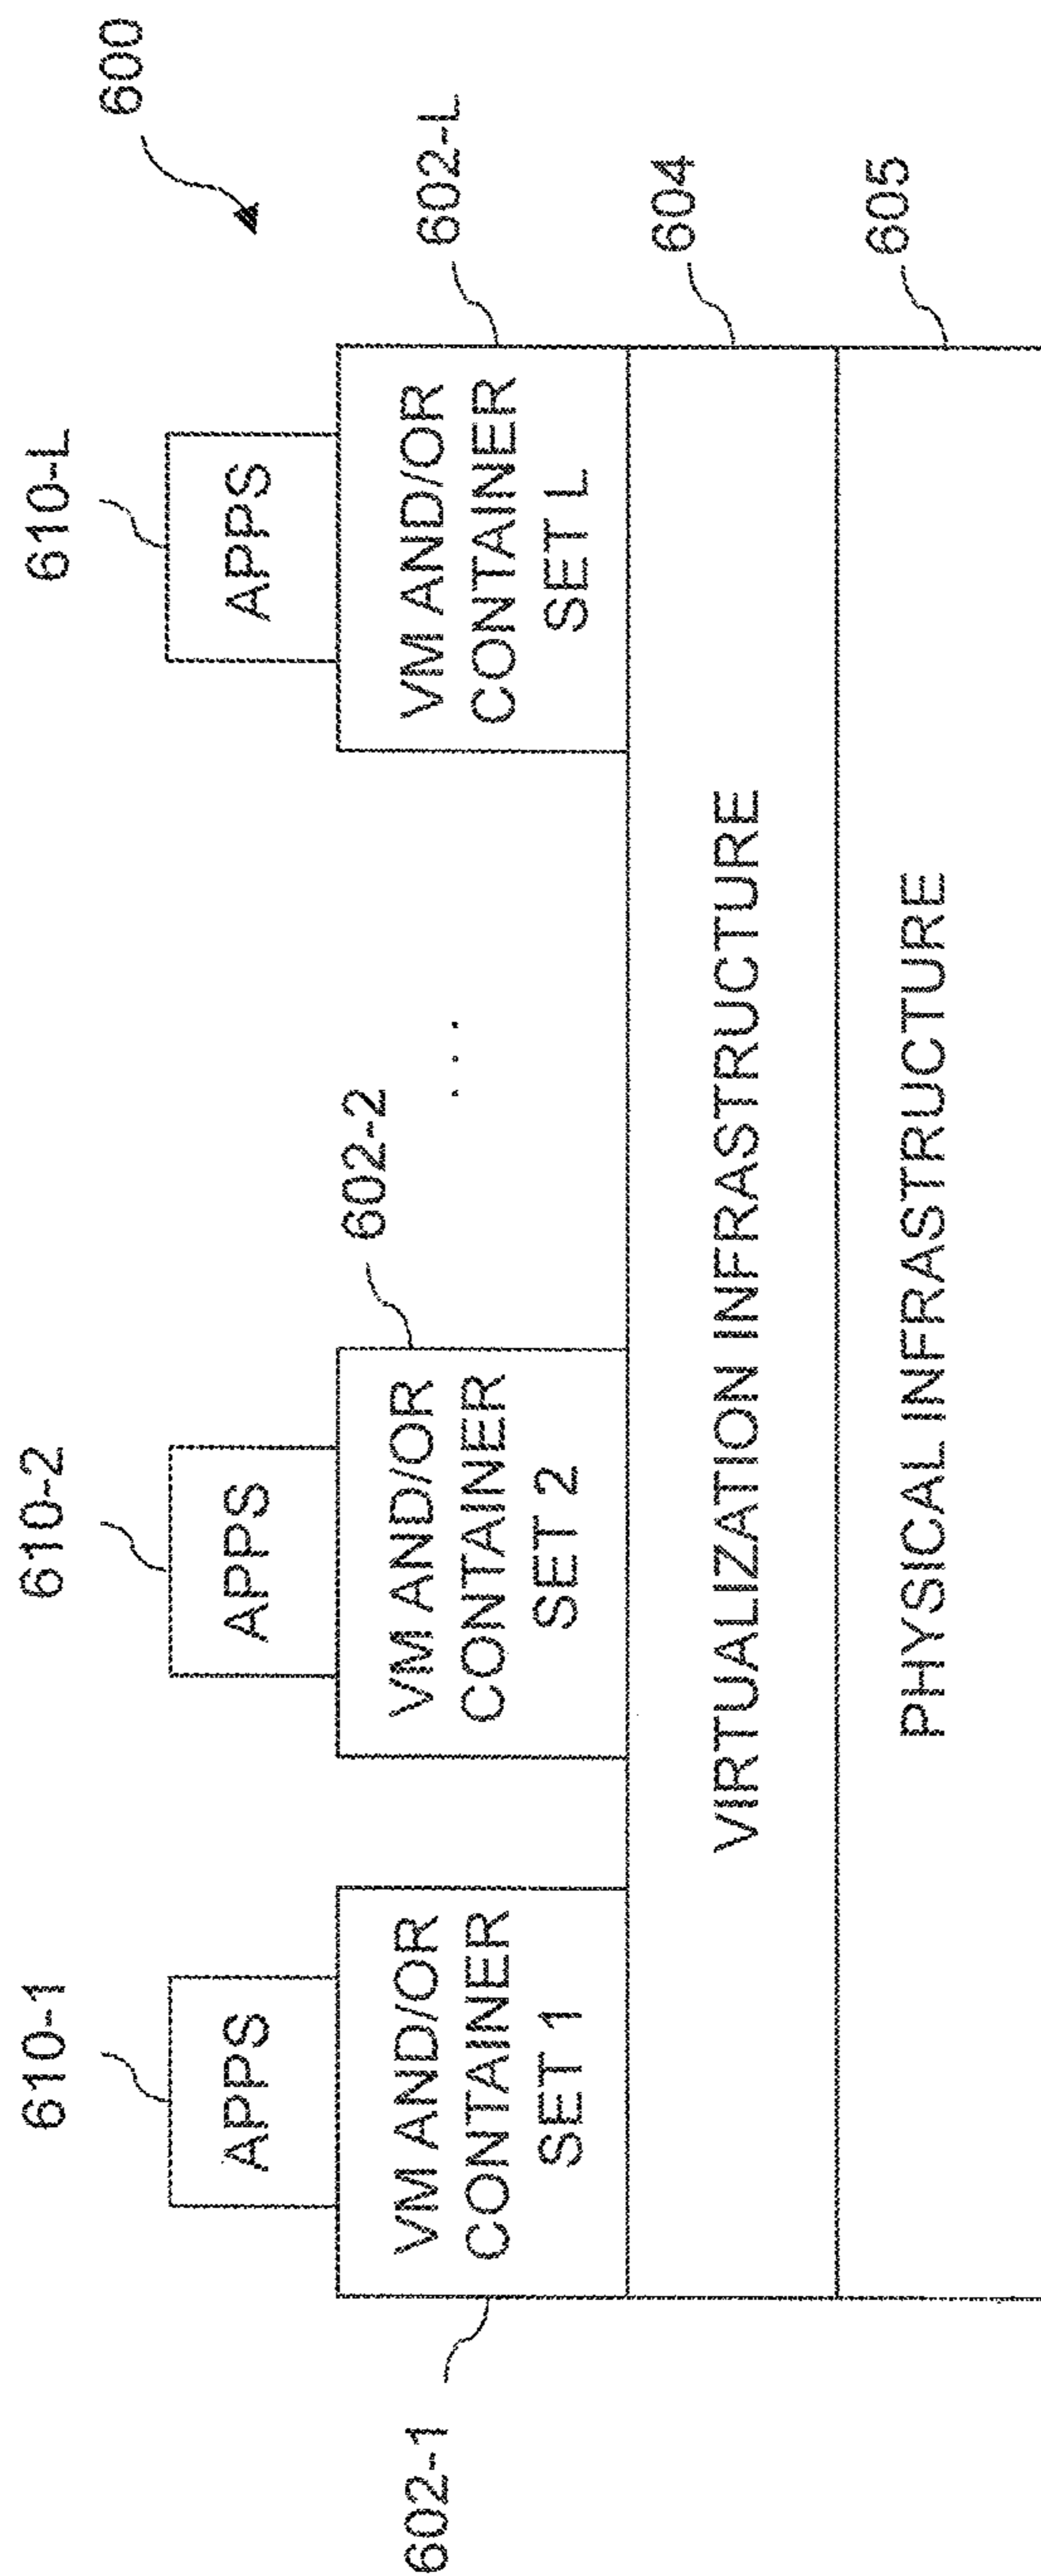 600
610-1
610-2
610-L
APPS
APPS
APPS
602-1
VM AND/OR
CONTAINER
SET 1
VM AND/OR
CONTAINER
SET 2
602-2
. . .
VM AND/OR
CONTAINER
SET L
602-L
VIRTUALIZATION INFRASTRUCTURE
604
PHYSICAL INFRASTRUCTURE
605